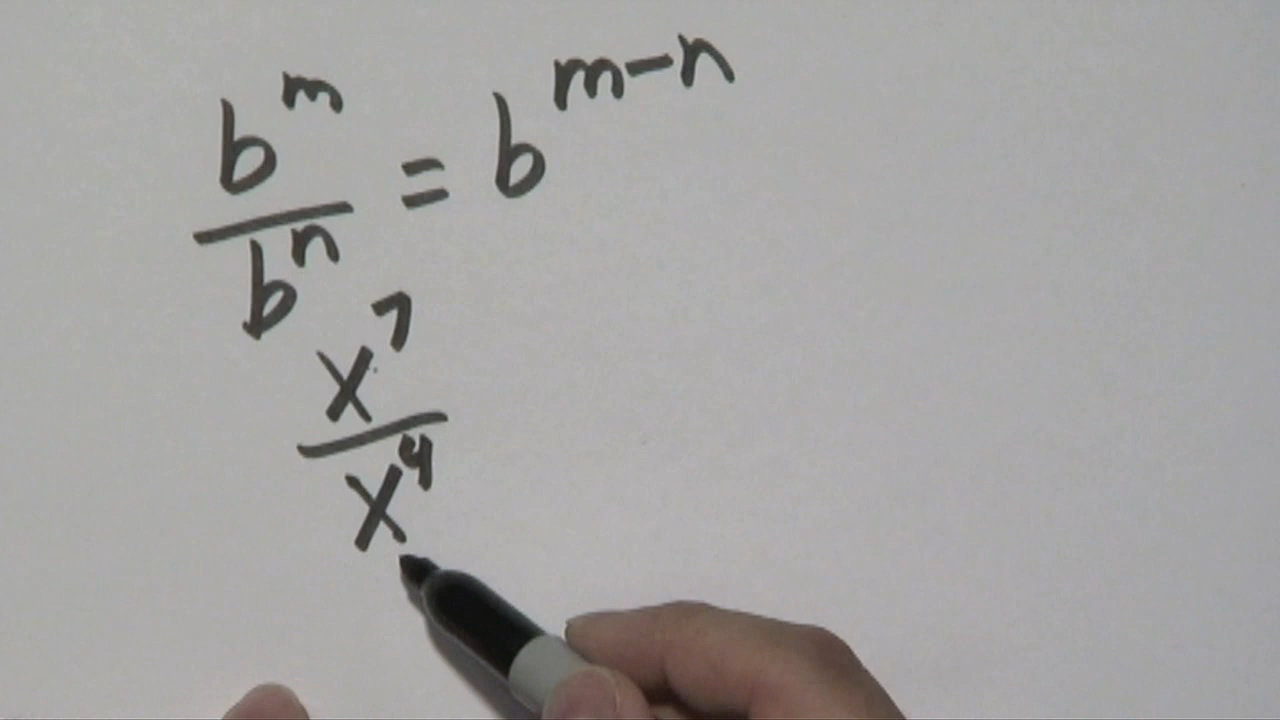 b^m / b^n = b^(m-n)
x^7 / x^4